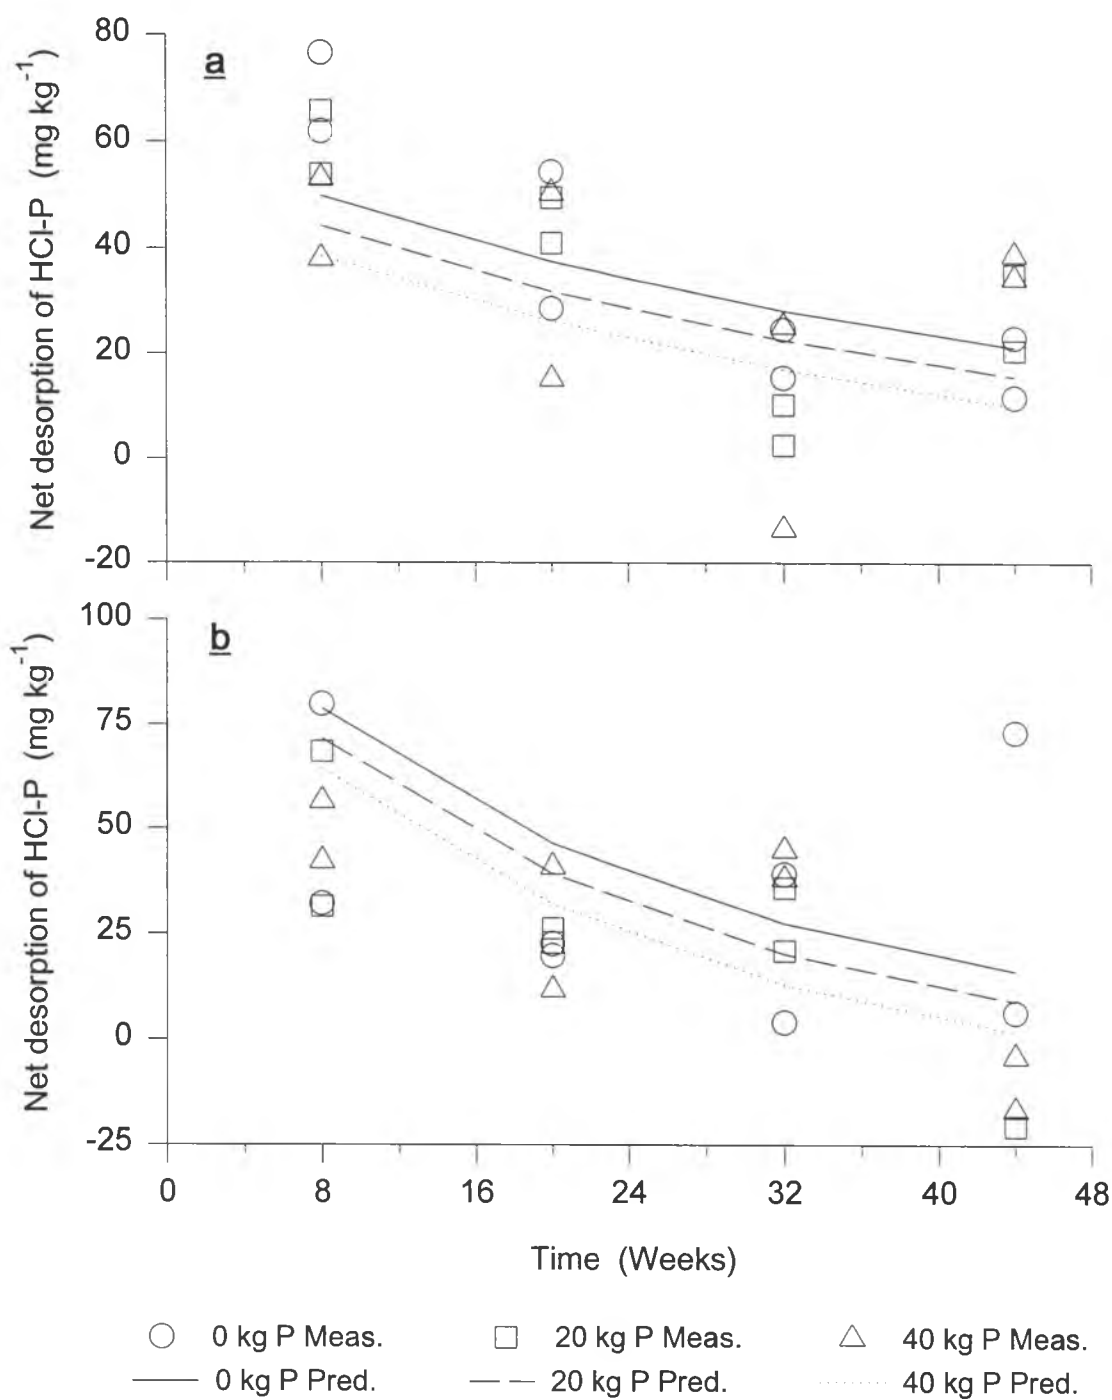 80
a
60
40
20
0
-20
Net desorption of HCl-P (mg kg⁻¹)
100
b
75
50
25
0
-25
Net desorption of HCl-P (mg kg⁻¹)
0 8 16 24 32 40 48
Time (Weeks)
0 kg P Meas. 20 kg P Meas. 40 kg P Meas.
0 kg P Pred. 20 kg P Pred. 40 kg P Pred.